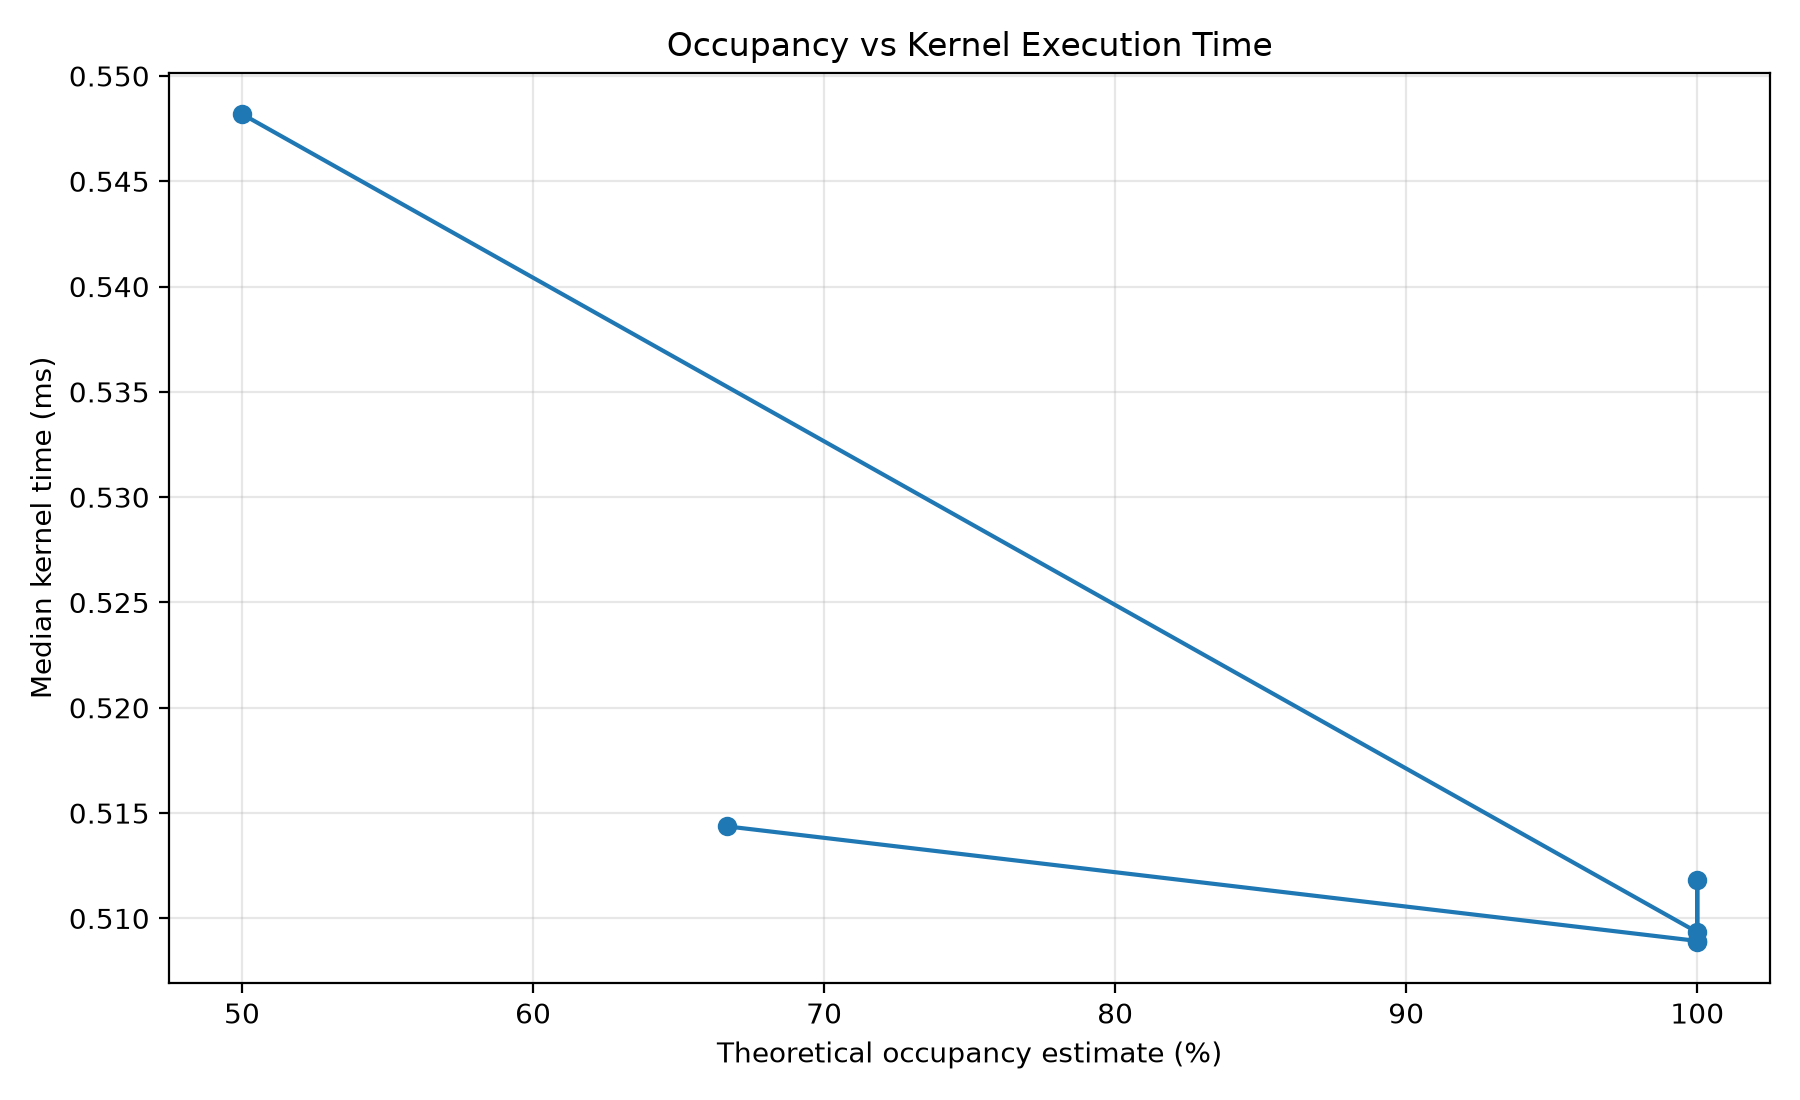 Occupancy vs Kernel Execution Time
0.550
0.545
0.540
0.535
0.530
0.525
0.520
0.515
0.510
Median kernel time (ms)
50 60 70 80 90 100
Theoretical occupancy estimate (%)